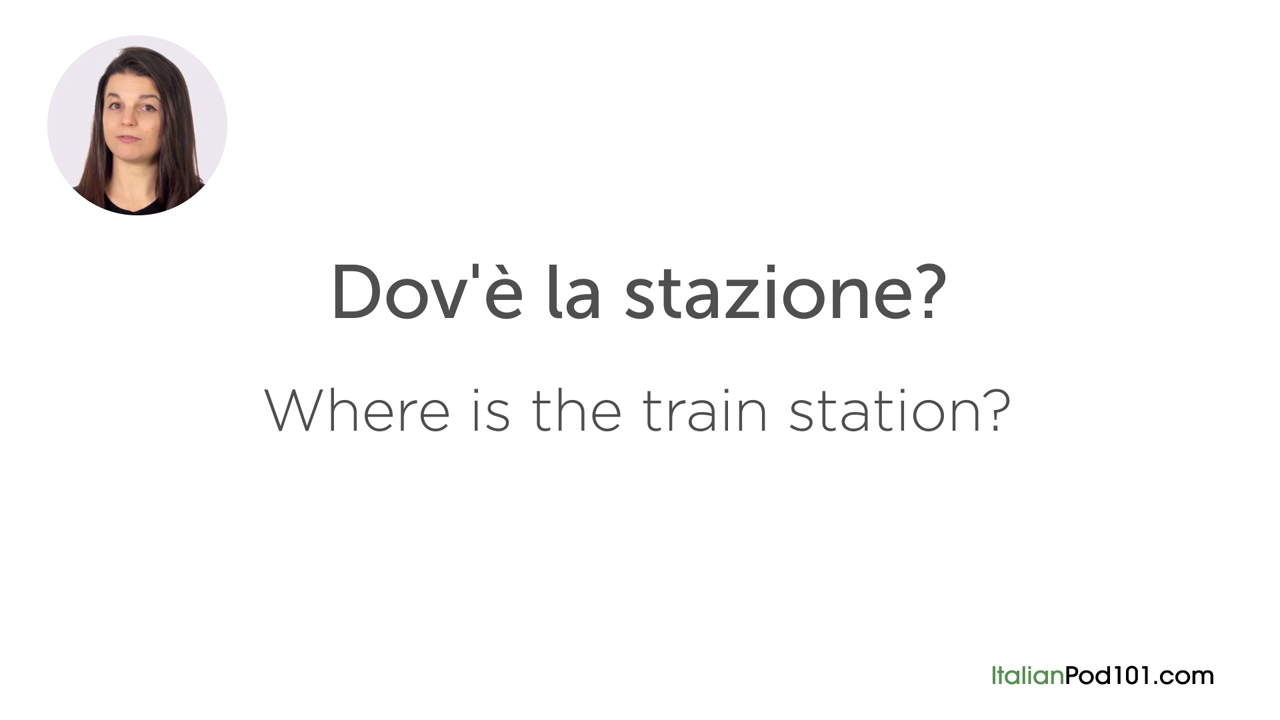 Dov'è la stazione?
Where is the train station?
ItalianPod101.com